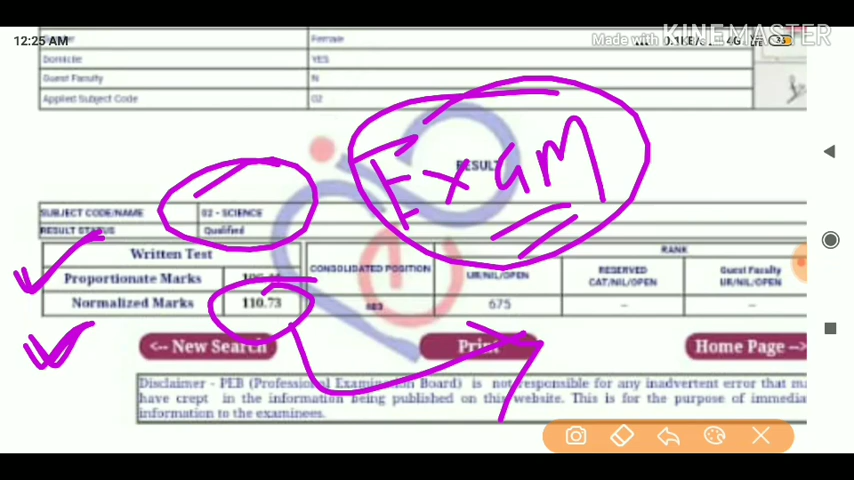 12:25 AM
Made with KINEMASTER
Female
Domicile YES
Guest Faculty N
Applied Subject Code 02
Exam
RESULT
SUBJECT CODE/NAME 02 - SCIENCE
RESULT STATUS Qualified
Written Test CONSOLIDATED POSITION UR/NIL/OPEN RANK
RESERVED CAT/NIL/OPEN Guest Faculty UR/NIL/OPEN
Proportionate Marks
Normalized Marks 110.73 675 – –
<-- New Search Print Home Page -->
Disclaimer - PEB (Professional Examination Board) is not responsible for any inadvertent error that
have crept in the information being published on this website. This is for the purpose of
information to the examinees.